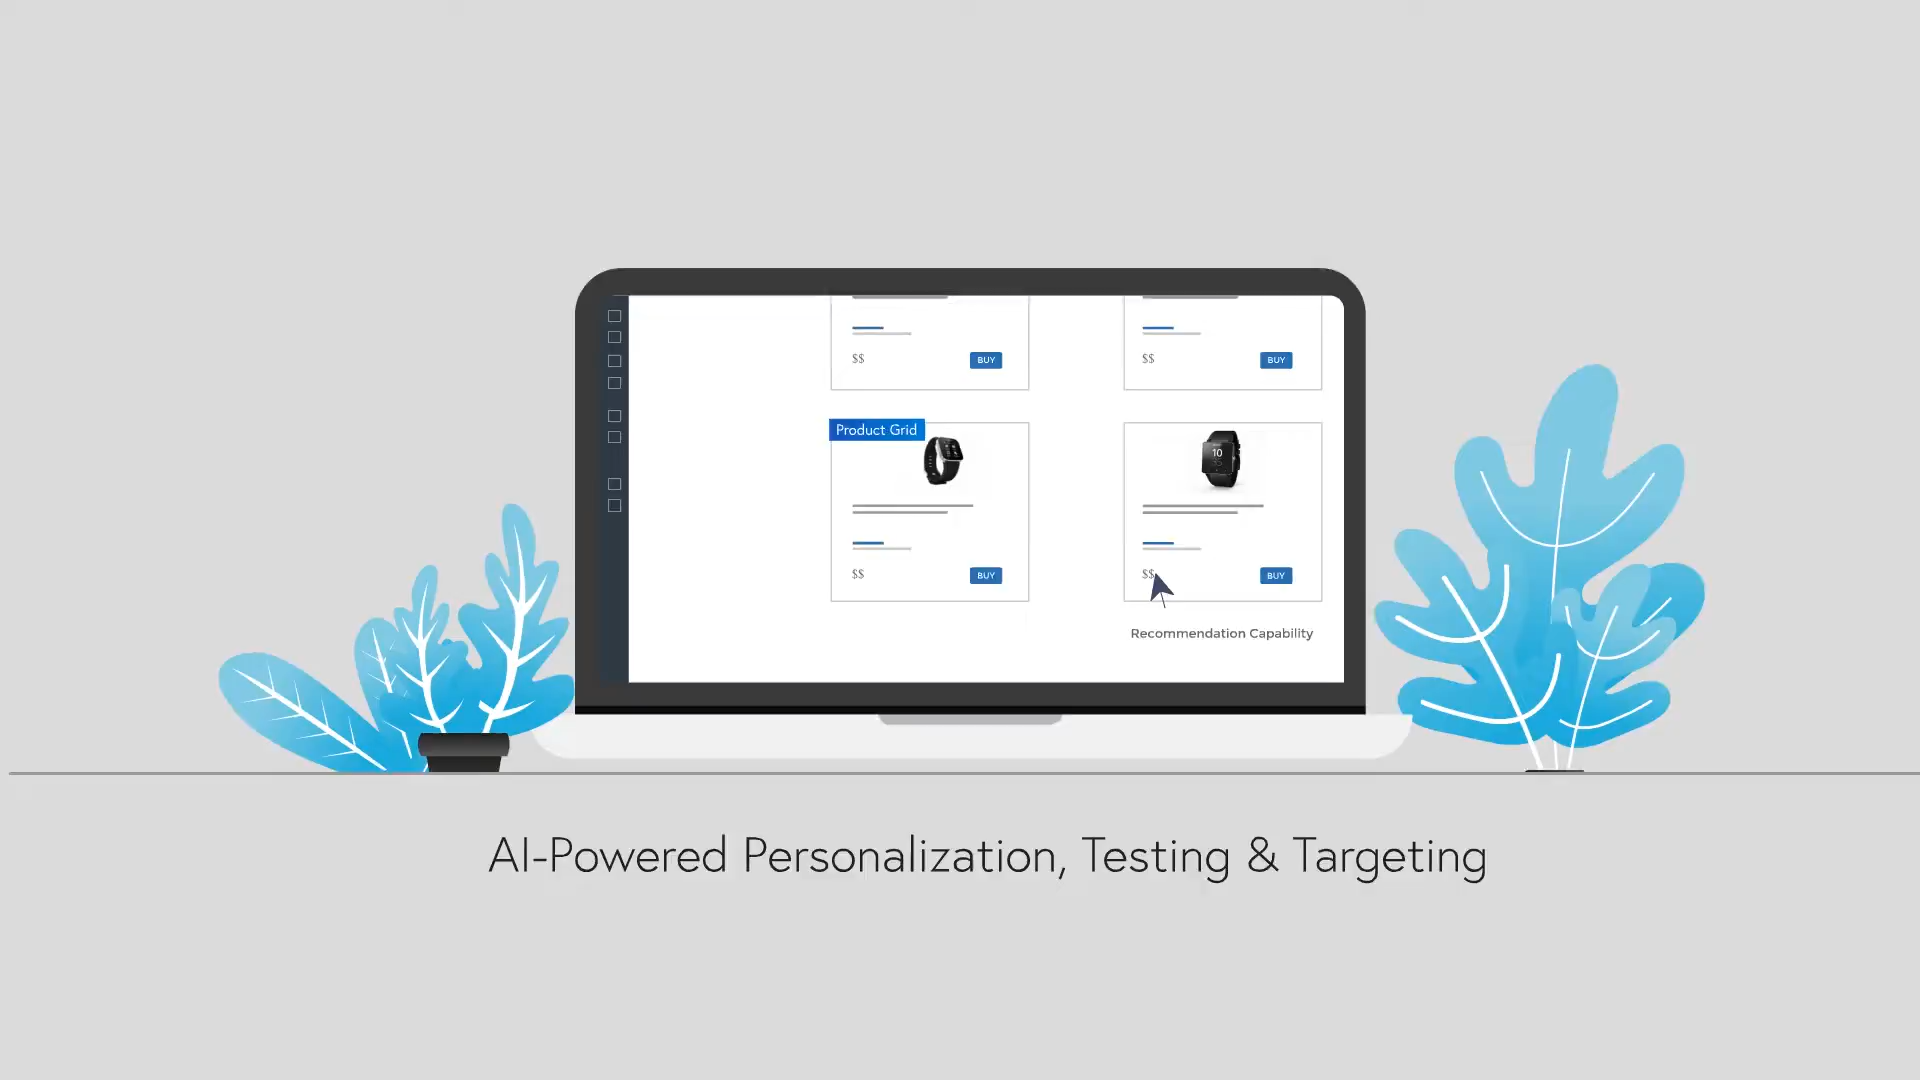 $$ BUY $$ BUY
Product Grid
10
$$ BUY $$ BUY
Recommendation Capability
AI-Powered Personalization, Testing & Targeting